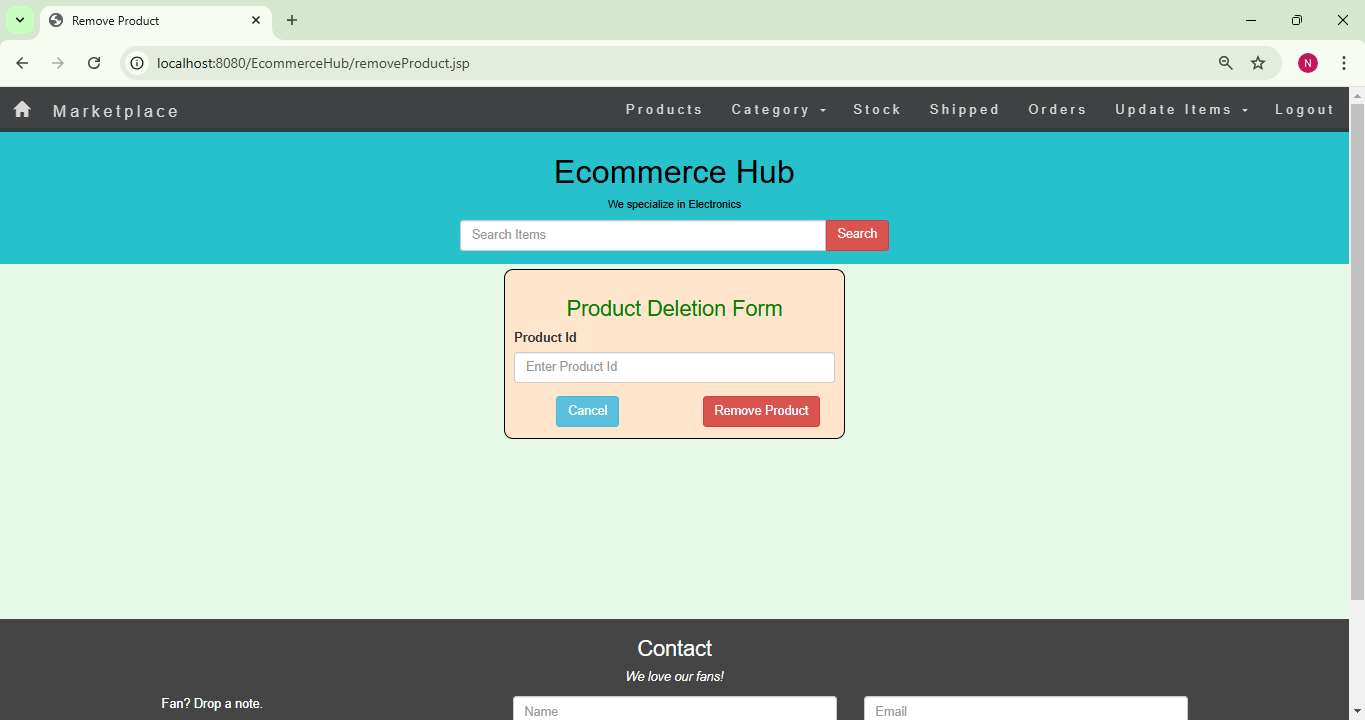 Remove Product
localhost:8080/EcommerceHub/removeProduct.jsp
N
Marketplace Products Category Stock Shipped Orders Update Items Logout
Ecommerce Hub
We specialize in Electronics
Search Items Search
Product Deletion Form
Product Id
Enter Product Id
Cancel Remove Product
Contact
We love our fans!
Fan? Drop a note.
Name Email